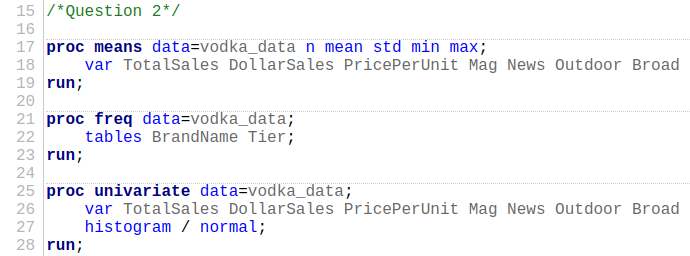 15 /*Question 2*/
16
17 proc means data=vodka_data n mean std min max;
18     var TotalSales DollarSales PricePerUnit Mag News Outdoor Broad
19 run;
20
21 proc freq data=vodka_data;
22     tables BrandName Tier;
23 run;
24
25 proc univariate data=vodka_data;
26     var TotalSales DollarSales PricePerUnit Mag News Outdoor Broad
27     histogram / normal;
28 run;